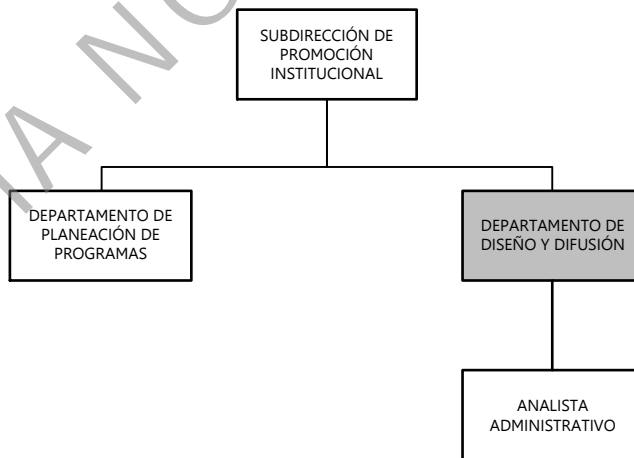 SUBDIRECCIÓN DE
PROMOCIÓN
INSTITUCIONAL
DEPARTAMENTO DE
PLANEACIÓN DE
PROGRAMAS
DEPARTAMENTO DE
DISEÑO Y DIFUSIÓN
ANALISTA
ADMINISTRATIVO